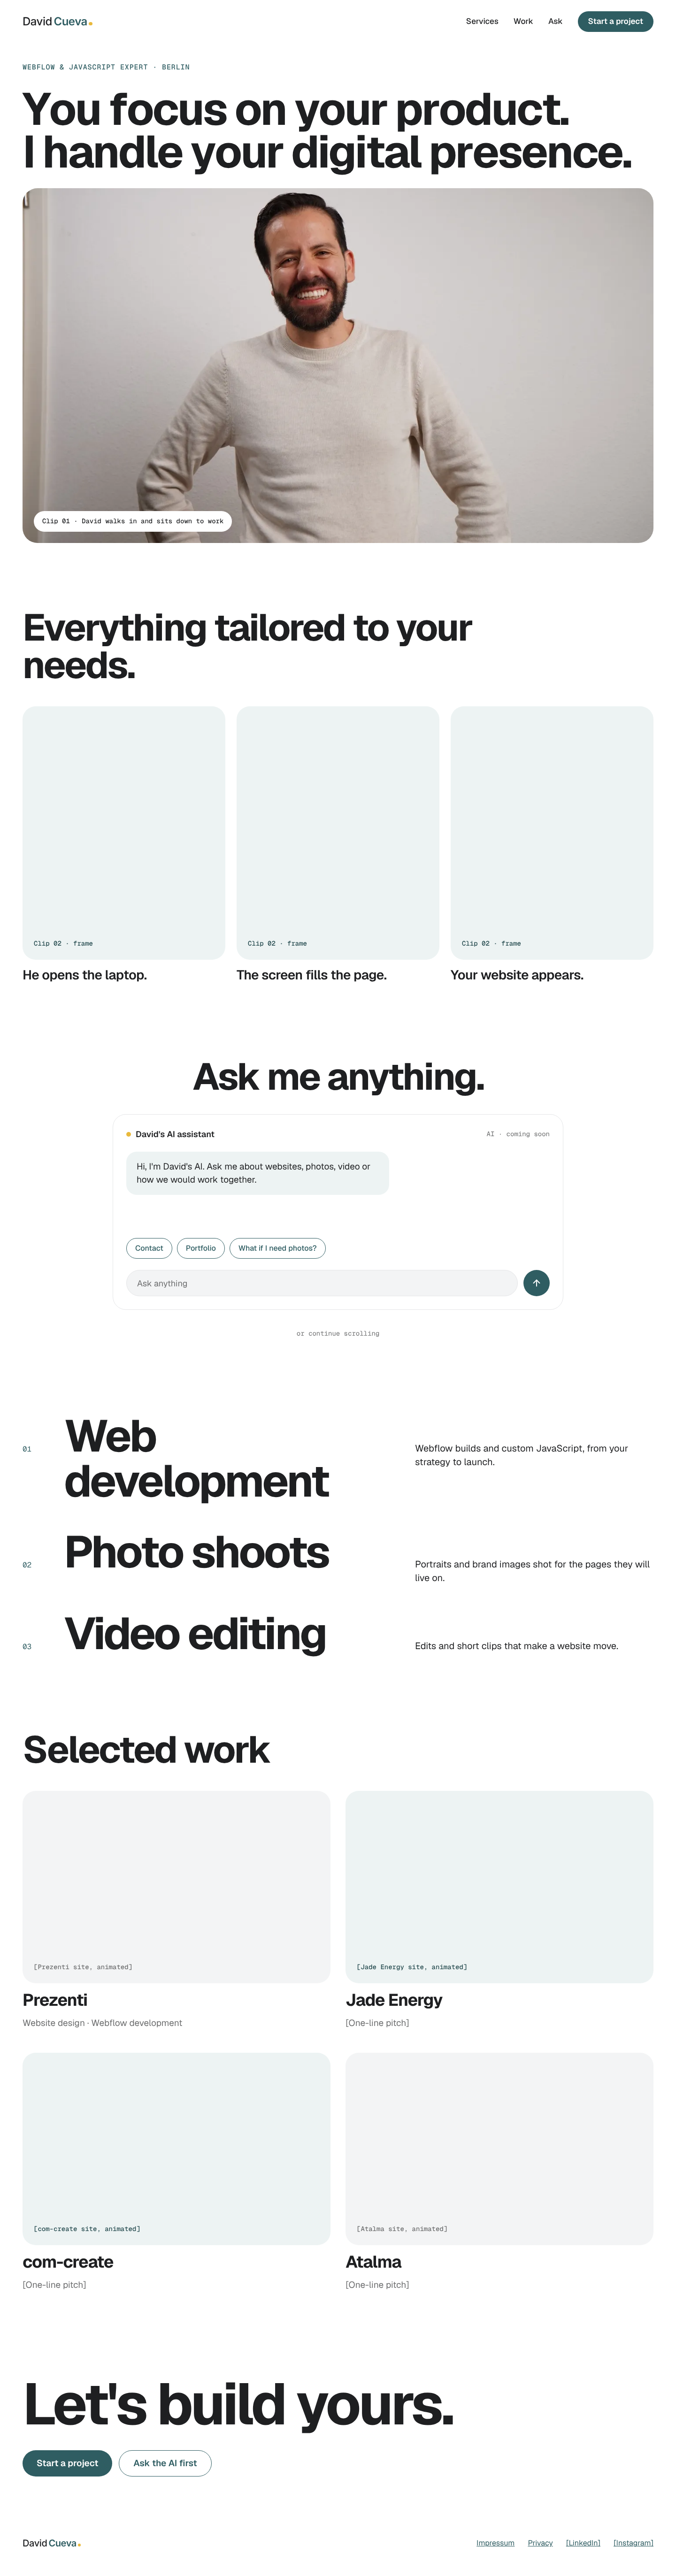 David Cueva.
Services Work Ask Start a project
WEBFLOW & JAVASCRIPT EXPERT · BERLIN
You focus on your product.
I handle your digital presence.
Clip 01 · David walks in and sits down to work
Everything tailored to your
needs.
Clip 02 · frame
He opens the laptop.
Clip 02 · frame
The screen fills the page.
Clip 02 · frame
Your website appears.
Ask me anything.
David's AI assistant
AI · coming soon
Hi, I'm David's AI. Ask me about websites, photos, video or
how we would work together.
Contact Portfolio What if I need photos?
Ask anything
or continue scrolling
01
Web
development
Webflow builds and custom JavaScript, from your
strategy to launch.
02
Photo shoots
Portraits and brand images shot for the pages they will
live on.
03
Video editing
Edits and short clips that make a website move.
Selected work
[Prezenti site, animated]
Prezenti
Website design · Webflow development
[Jade Energy site, animated]
Jade Energy
[One-line pitch]
[com-create site, animated]
com-create
[One-line pitch]
[Atalma site, animated]
Atalma
[One-line pitch]
Let's build yours.
Start a project Ask the AI first
David Cueva.
Impressum Privacy [LinkedIn] [Instagram]